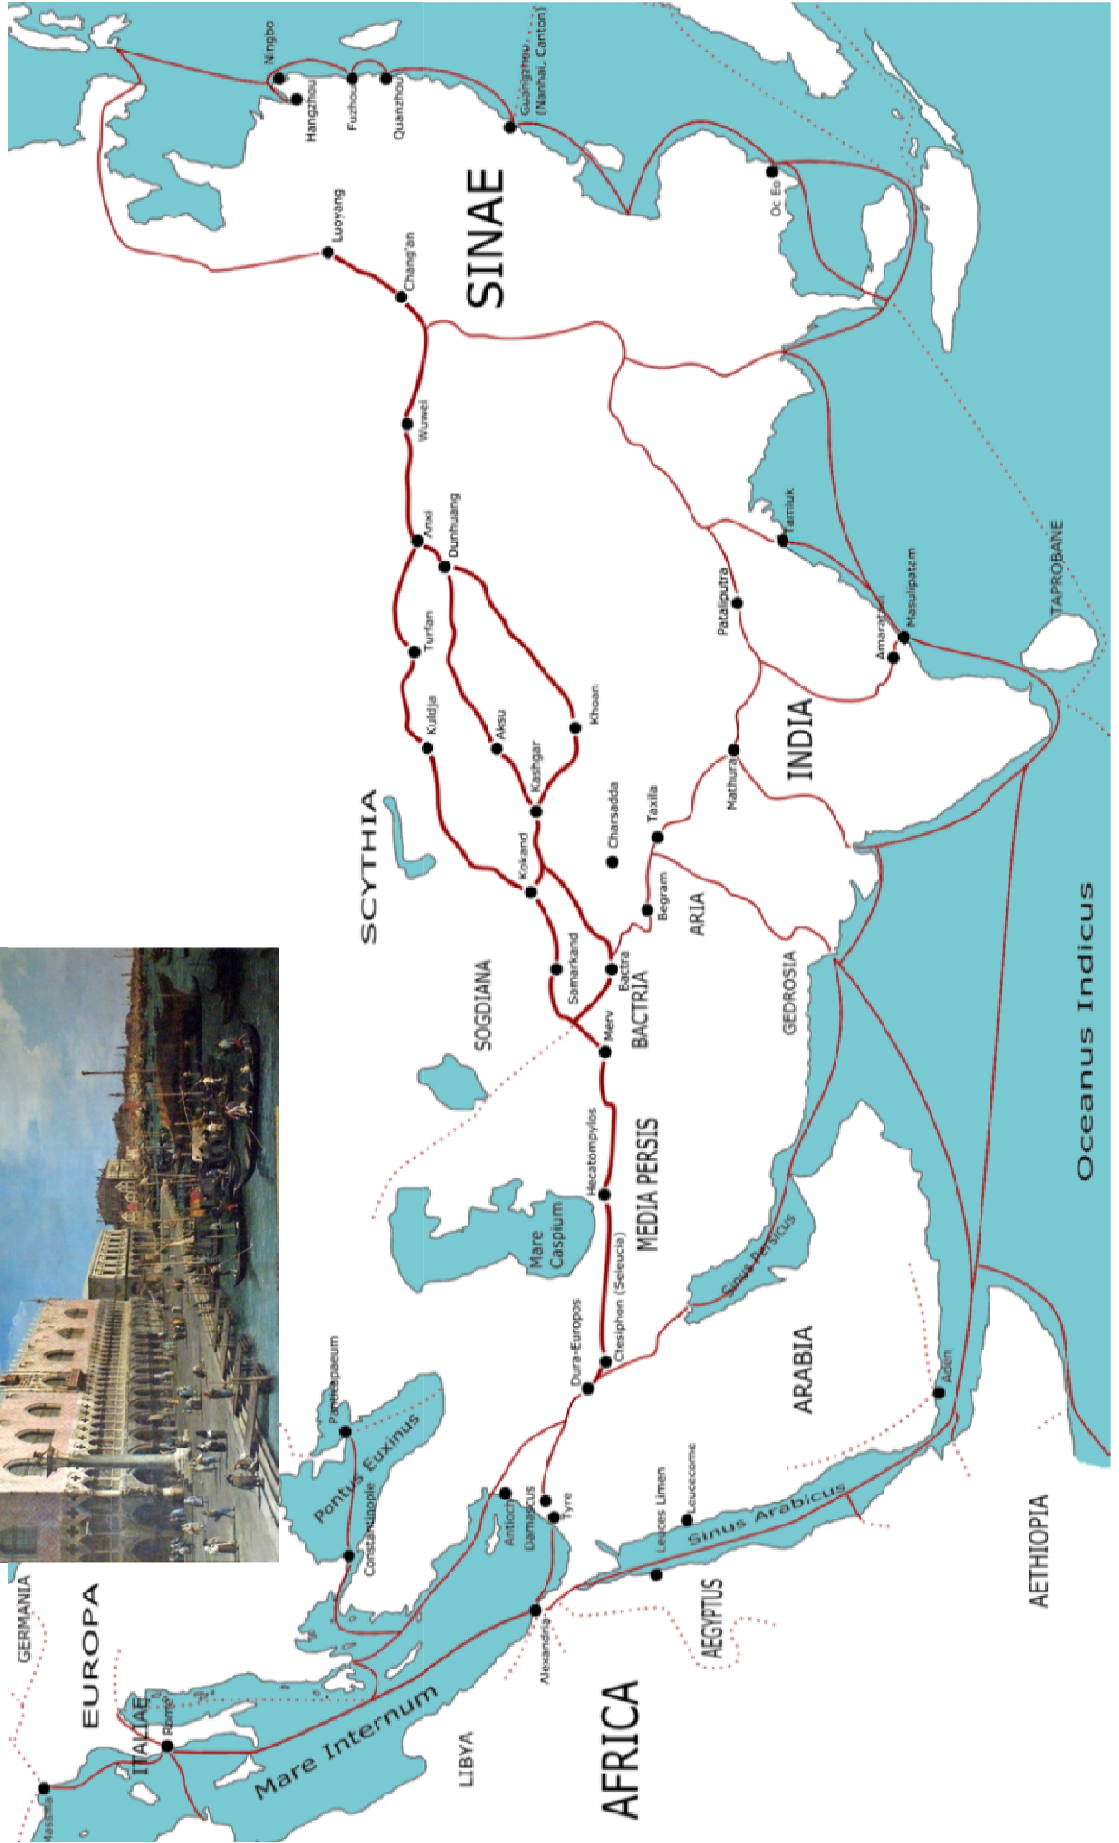 GERMANIA
EUROPA
ITALIAE
Rome
Massilia
Mare Internum
LIBYA
AFRICA
Alexandria
AEGYPTUS
AETHIOPIA
Constantinople
Pontus Euxinus
Panticapaeum
Antioch
Damascus
Tyre
Leuces Limen
Leucecome
Sinus Arabicus
ARABIA
Aden
Dura-Europos
Ctesiphon (Seleucia)
Sinus Persicus
Mare
Caspium
Hecatompylos
MEDIA PERSIS
Merv
SOGDIANA
Samarkand
Bactra
BACTRIA
GEDROSIA
ARIA
Begram
SCYTHIA
Kokand
Charsadda
Taxila
Kashgar
Aksu
Kuldja
Khoan
Mathura
INDIA
Turfan
Pataliputra
Masulipatam
TAPROBANE
Oceanus Indicus
Anxi
Dunhuang
Tamluk
Wuwei
Chang'an
Luoyang
SINAE
Oc Eo
Hangzhou
Ningbo
Fuzhou
Quanzhou
Guangzhou
(Nanhai, Canton)